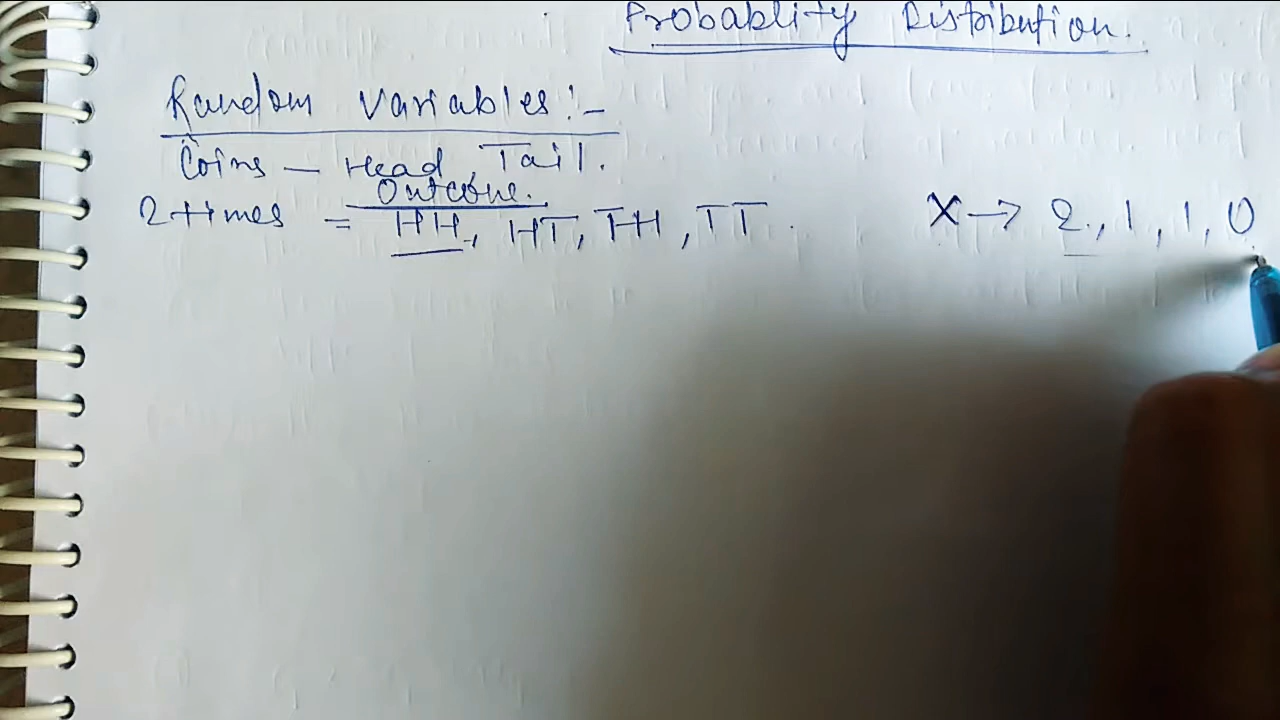 Probablity Distribution.
Random Variables:-
Coins — Head, Tail.
Outcome.
2 times = HH, HT, TH, TT. X → 2, 1, 1, 0